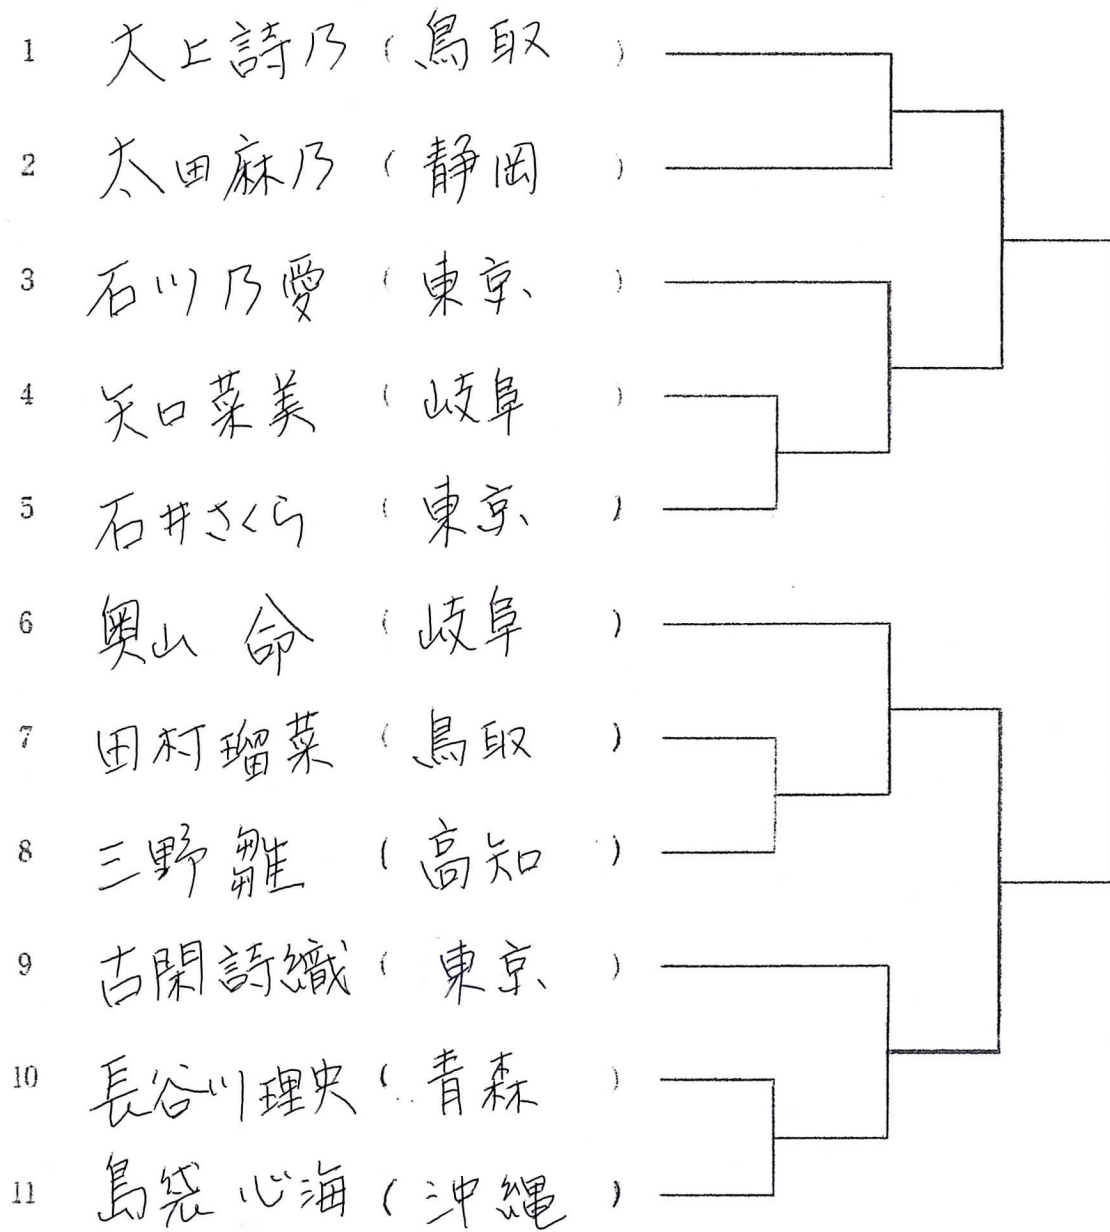 1 大上詩乃 (鳥取)
2 太田麻乃 (静岡)
3 石川乃愛 (東京)
4 矢口菜美 (岐阜)
5 石井さくら (東京)
6 奥山 命 (岐阜)
7 田村瑠菜 (鳥取)
8 三野 雛 (高知)
9 古閑詩織 (東京)
10 長谷川理央 (青森)
11 島袋心海 (沖縄)